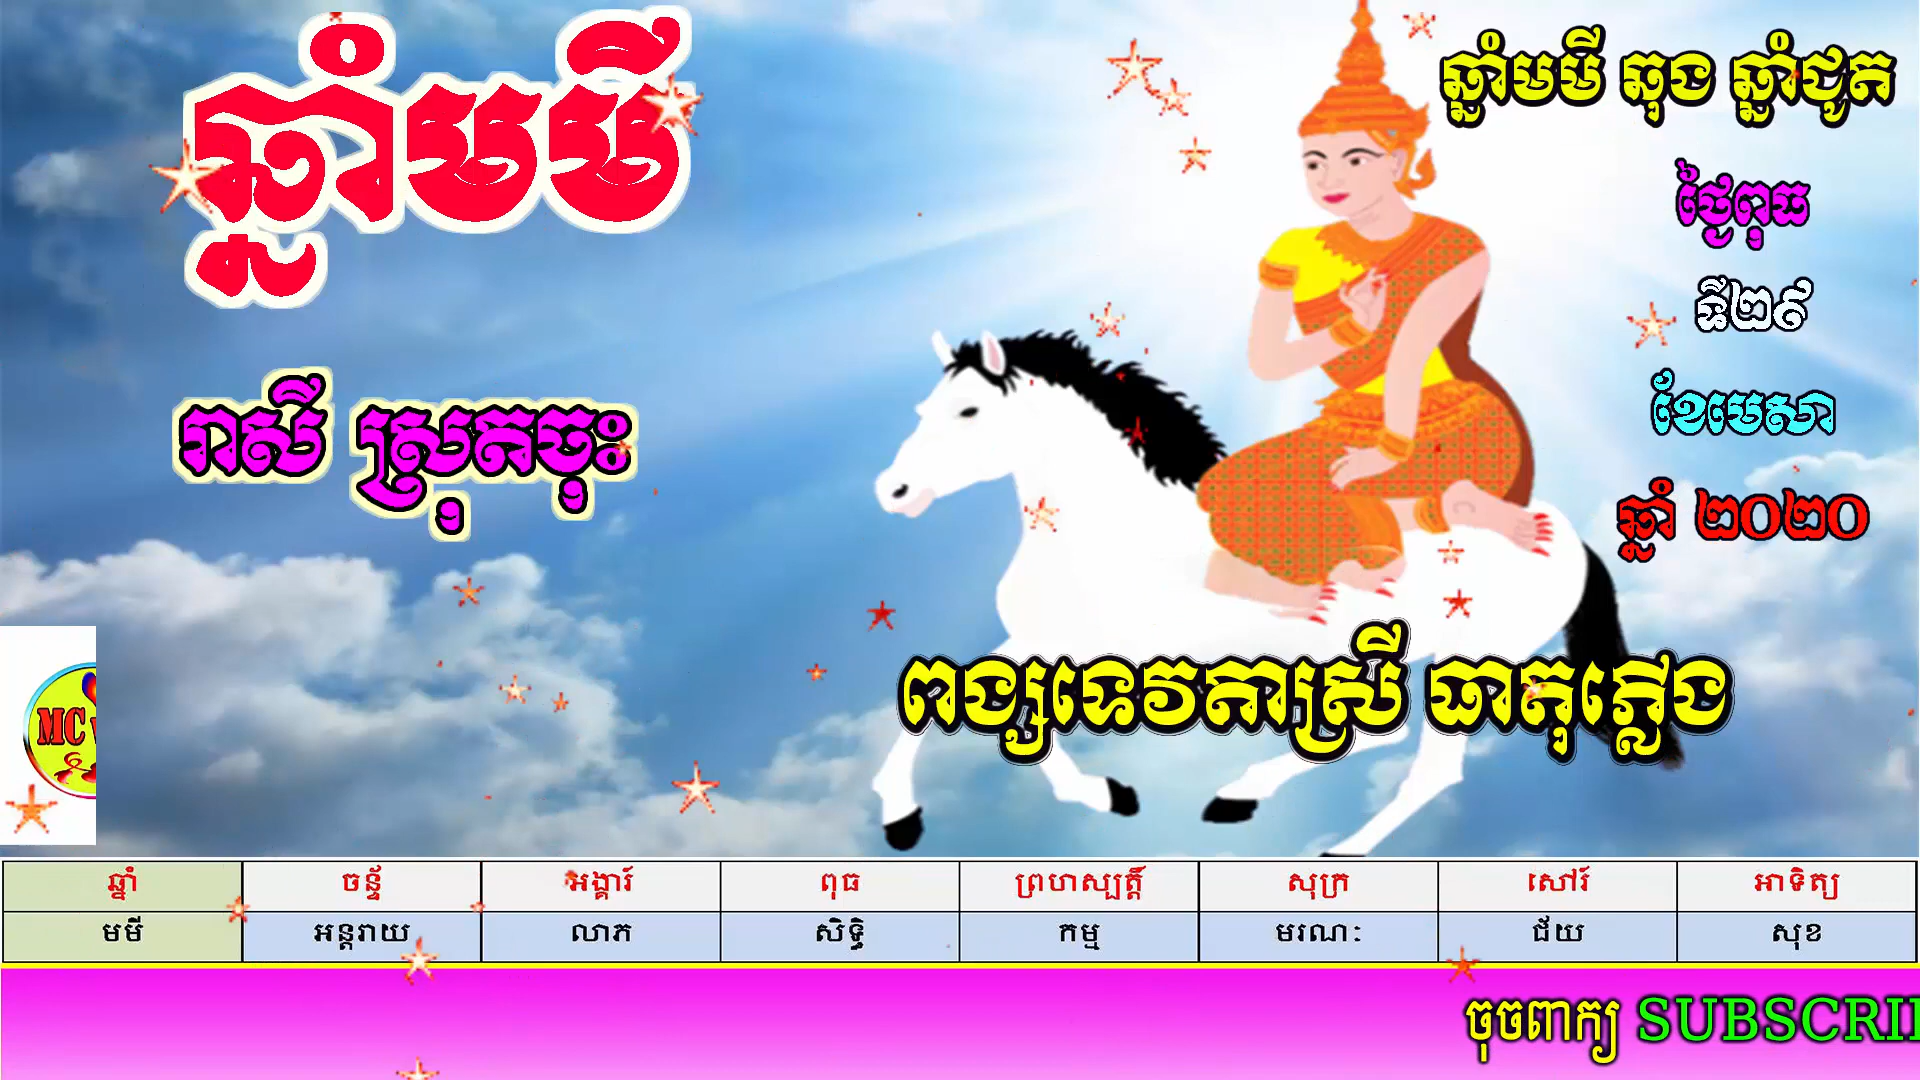 ឆ្នាំមមី
រាសី ស្រុតចុះ
ឆ្នាំមមី ឆុង ឆ្នាំជូត
ថ្ងៃពុធ
ទី២៩
ខែមេសា
ឆ្នាំ ២០២០
ពង្សទេវតាស្រី ធាតុភ្លើង
MC
ឆ្នាំ ចន្ទ័ អង្គារ៍ ពុធ ព្រហស្បត្តិ៍ សុក្រ សៅរ៍ អាទិត្យ
មមី អន្តរាយ លាភ សិទ្ធិ កម្ម មរណៈ ជ័យ សុខ
ចុចពាក្យ SUBSCRI